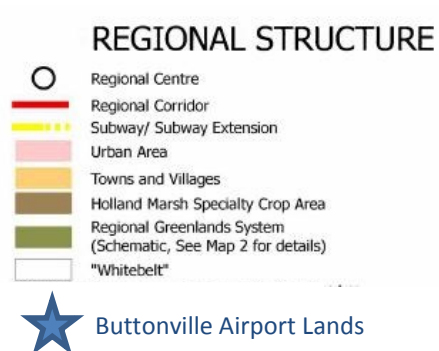 REGIONAL STRUCTURE
Regional Centre
Regional Corridor
Subway/ Subway Extension
Urban Area
Towns and Villages
Holland Marsh Specialty Crop Area
Regional Greenlands System
(Schematic, See Map 2 for details)
"Whitebelt"
Buttonville Airport Lands